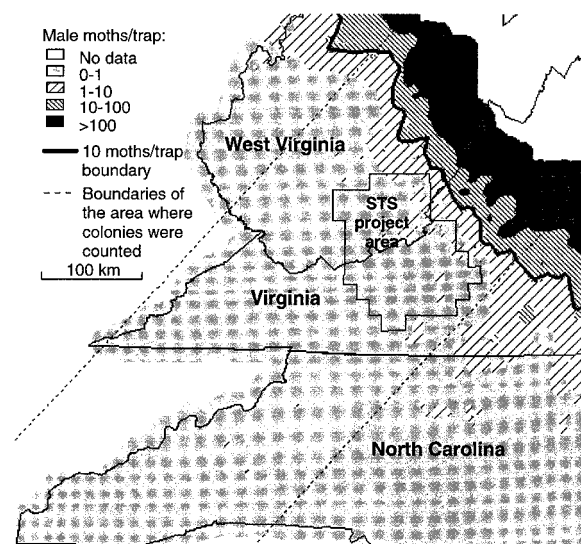 Male moths/trap:
No data
0-1
1-10
10-100
>100
10 moths/trap
boundary
Boundaries of
the area where
colonies were
counted
100 km
West Virginia
STS
project
area
Virginia
North Carolina